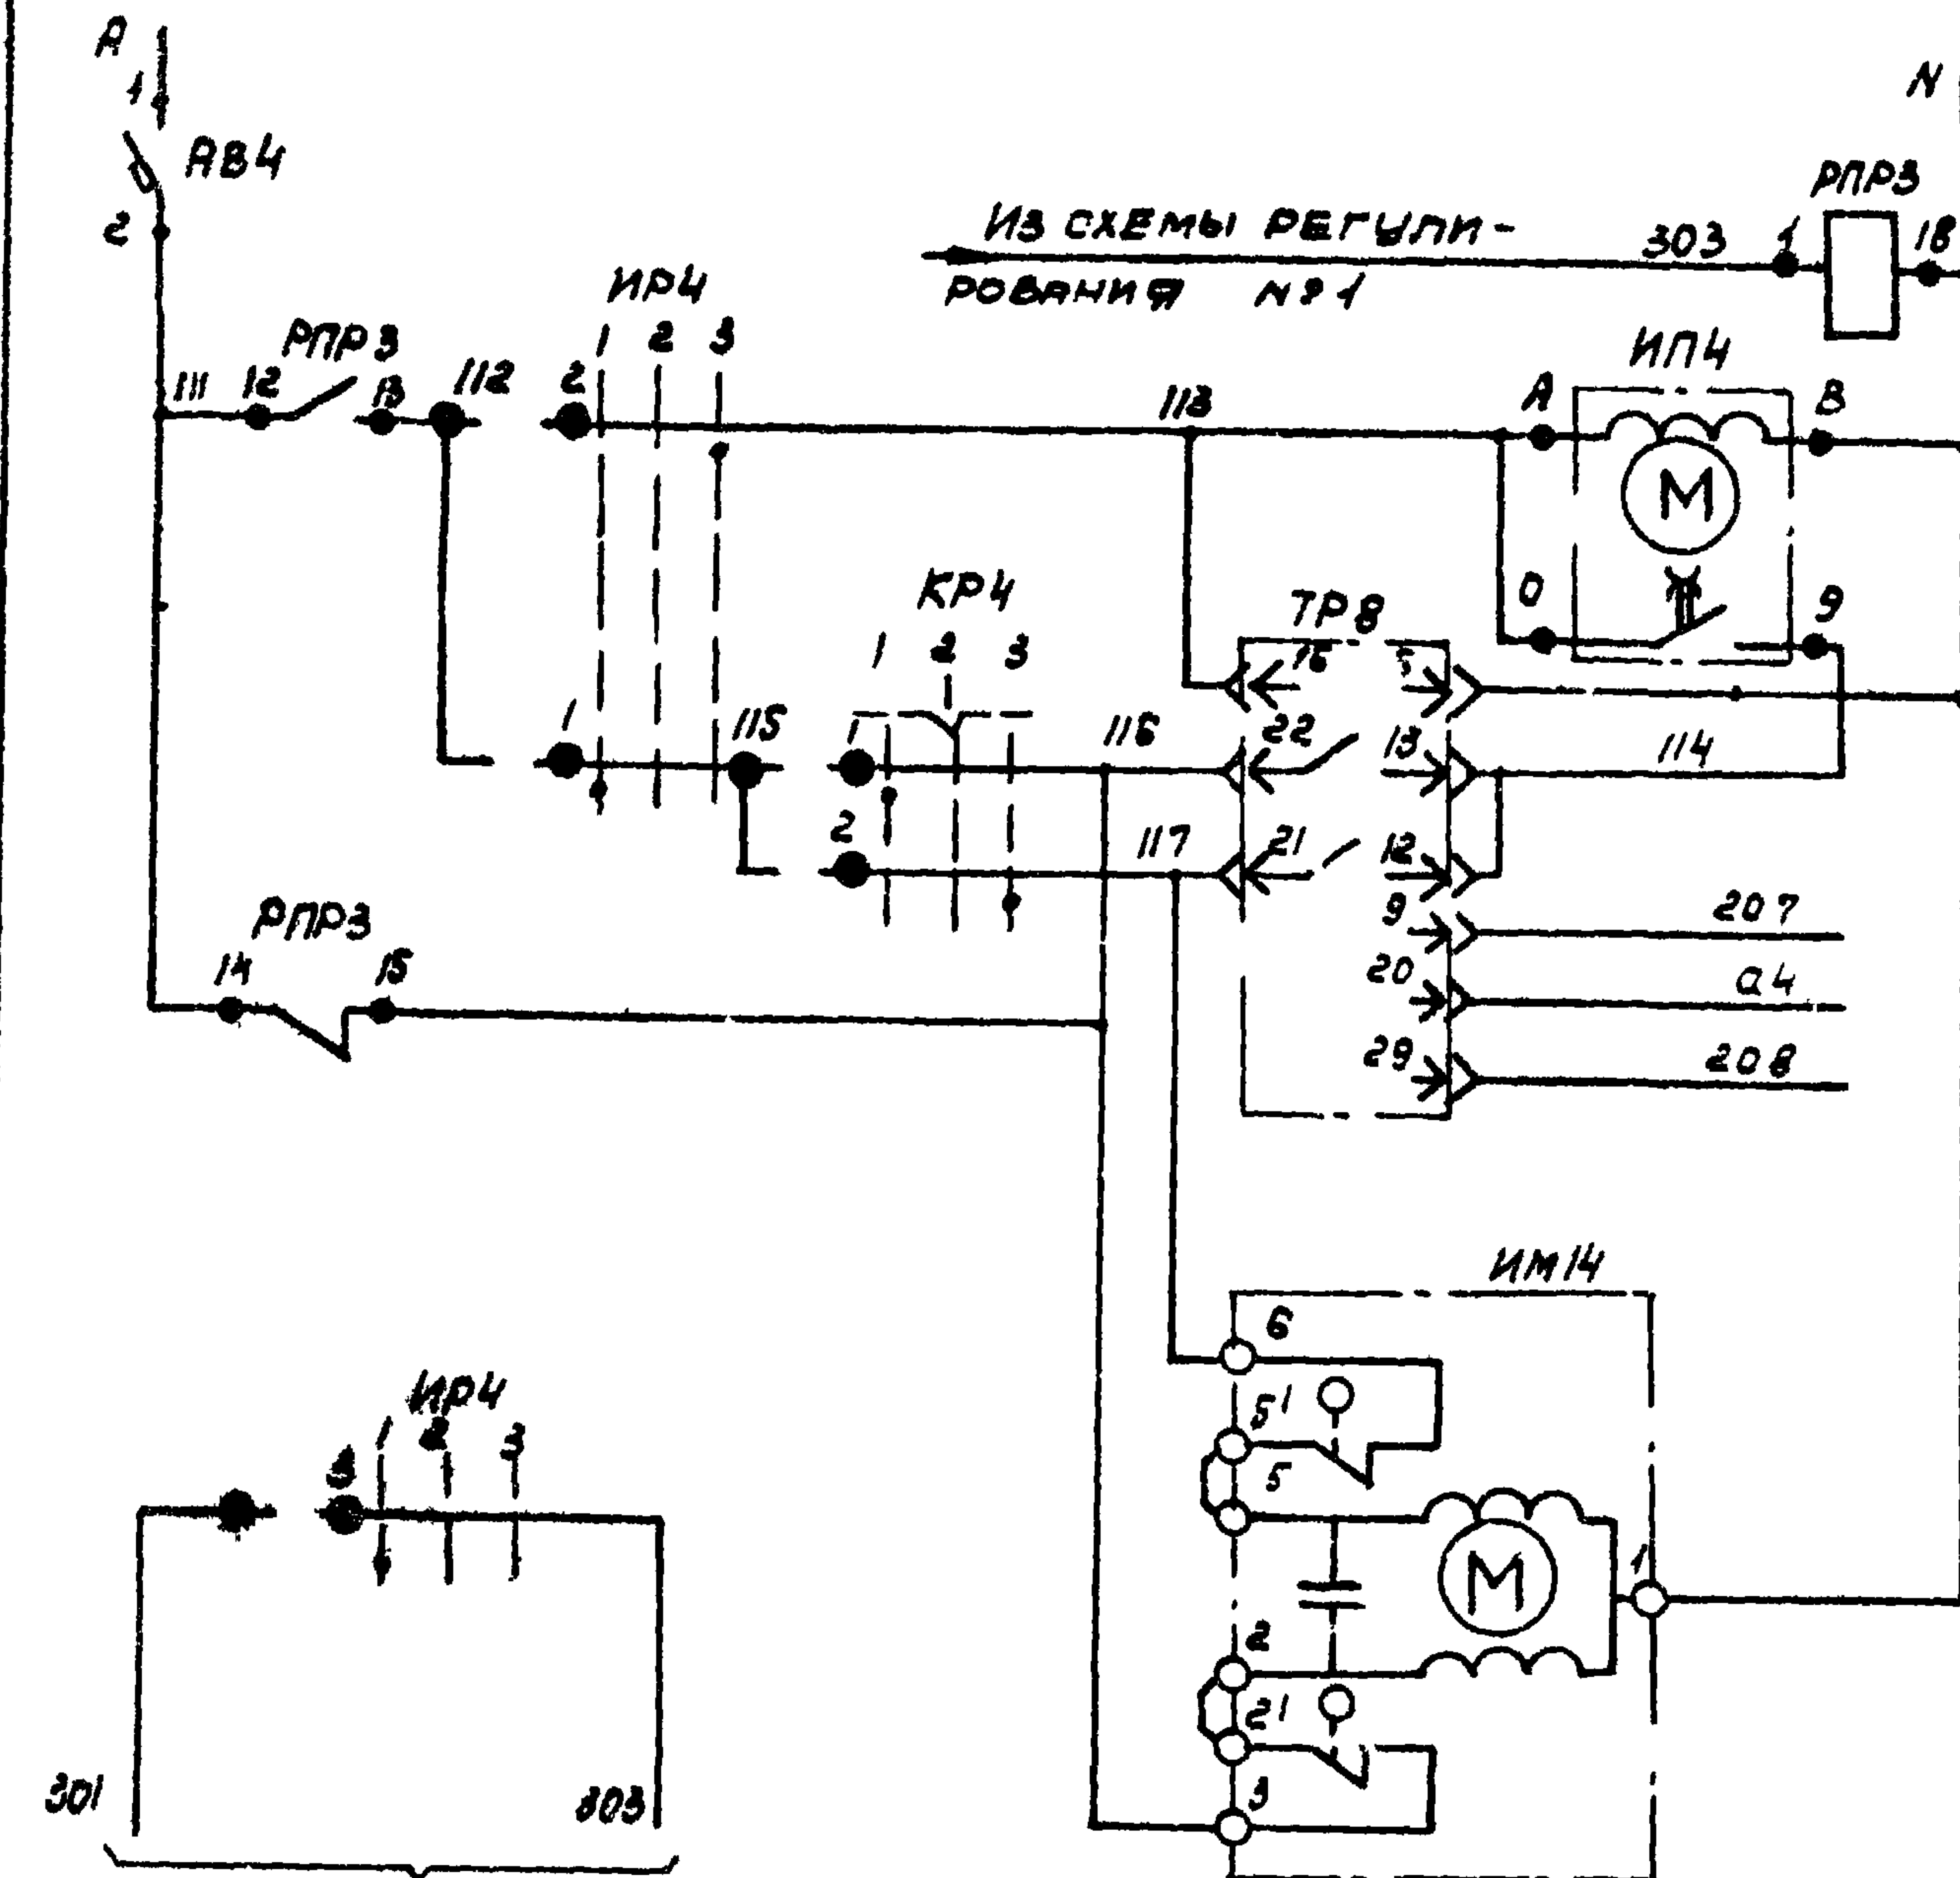 А
N
1
АВ4
2
РПР3
Из схемы регули-
303
1
18
рования №1
ИР4
1 2 3
РПР3
ИП4
111 12 13 112 2
113
А
В
М
КР4
ТР8
0
9
1 2 3
15
1
115
1
116
22 13
114
2
117
21 12
9
207
РПР3
14 15
20
а4
29
208
ИМ14
6
ИР4
1 2 3
5'
5
М
1
2
2'
3
301
303